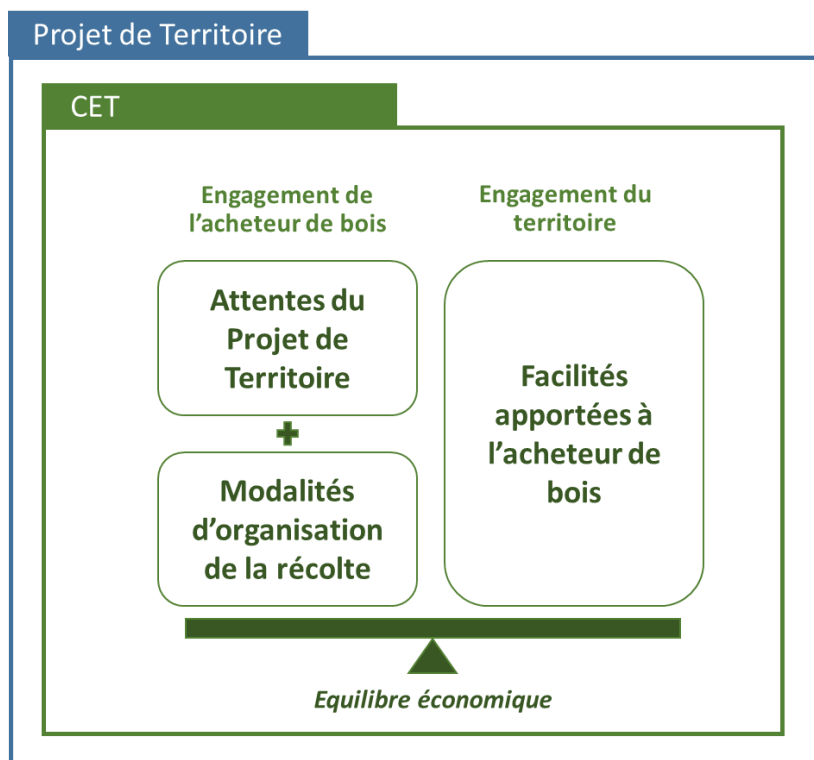 Projet de Territoire
CET
Engagement de
l'acheteur de bois
Engagement du
territoire
Attentes du
Projet de
Territoire
Modalités
d'organisation
de la récolte
Facilités
apportées à
l'acheteur de
bois
Equilibre économique